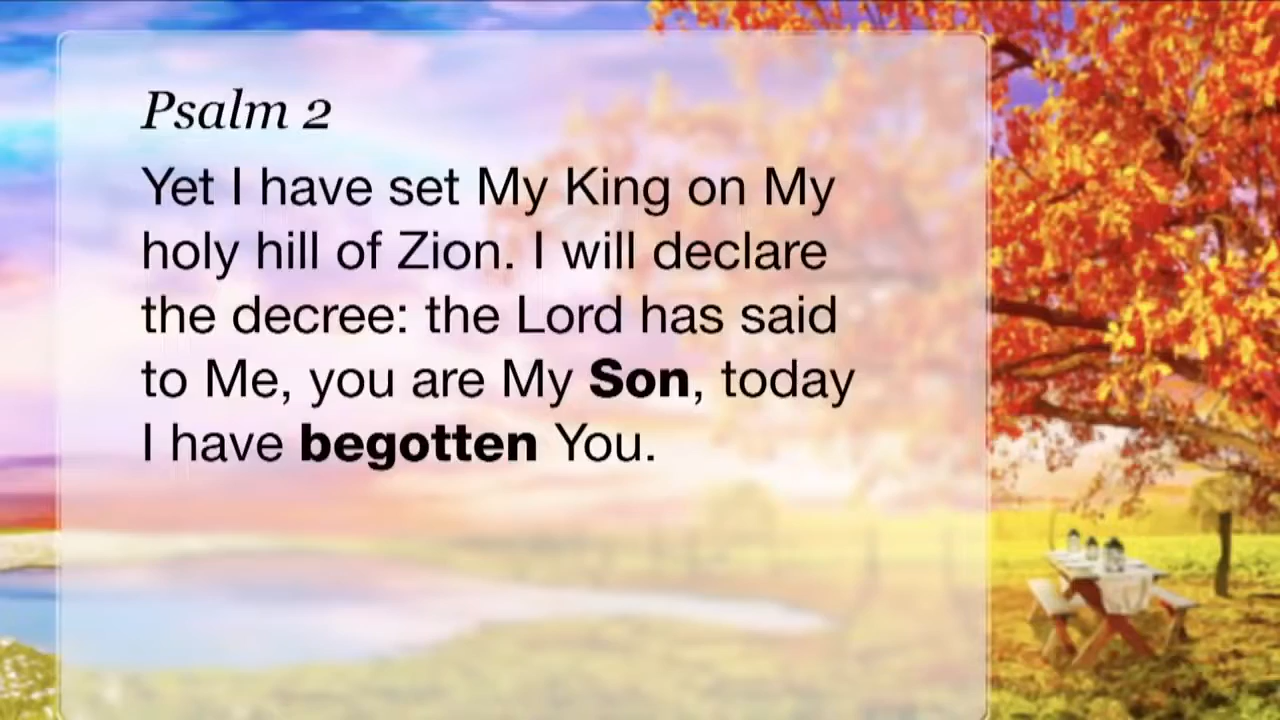 Psalm 2
Yet I have set My King on My
holy hill of Zion. I will declare
the decree: the Lord has said
to Me, you are My Son, today
I have begotten You.